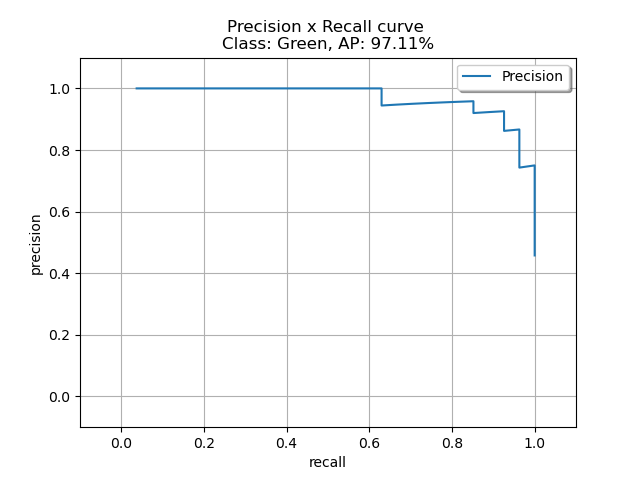 Precision x Recall curve
Class: Green, AP: 97.11%
Precision
1.0
0.8
0.6
0.4
0.2
0.0
precision
0.0 0.2 0.4 0.6 0.8 1.0
recall